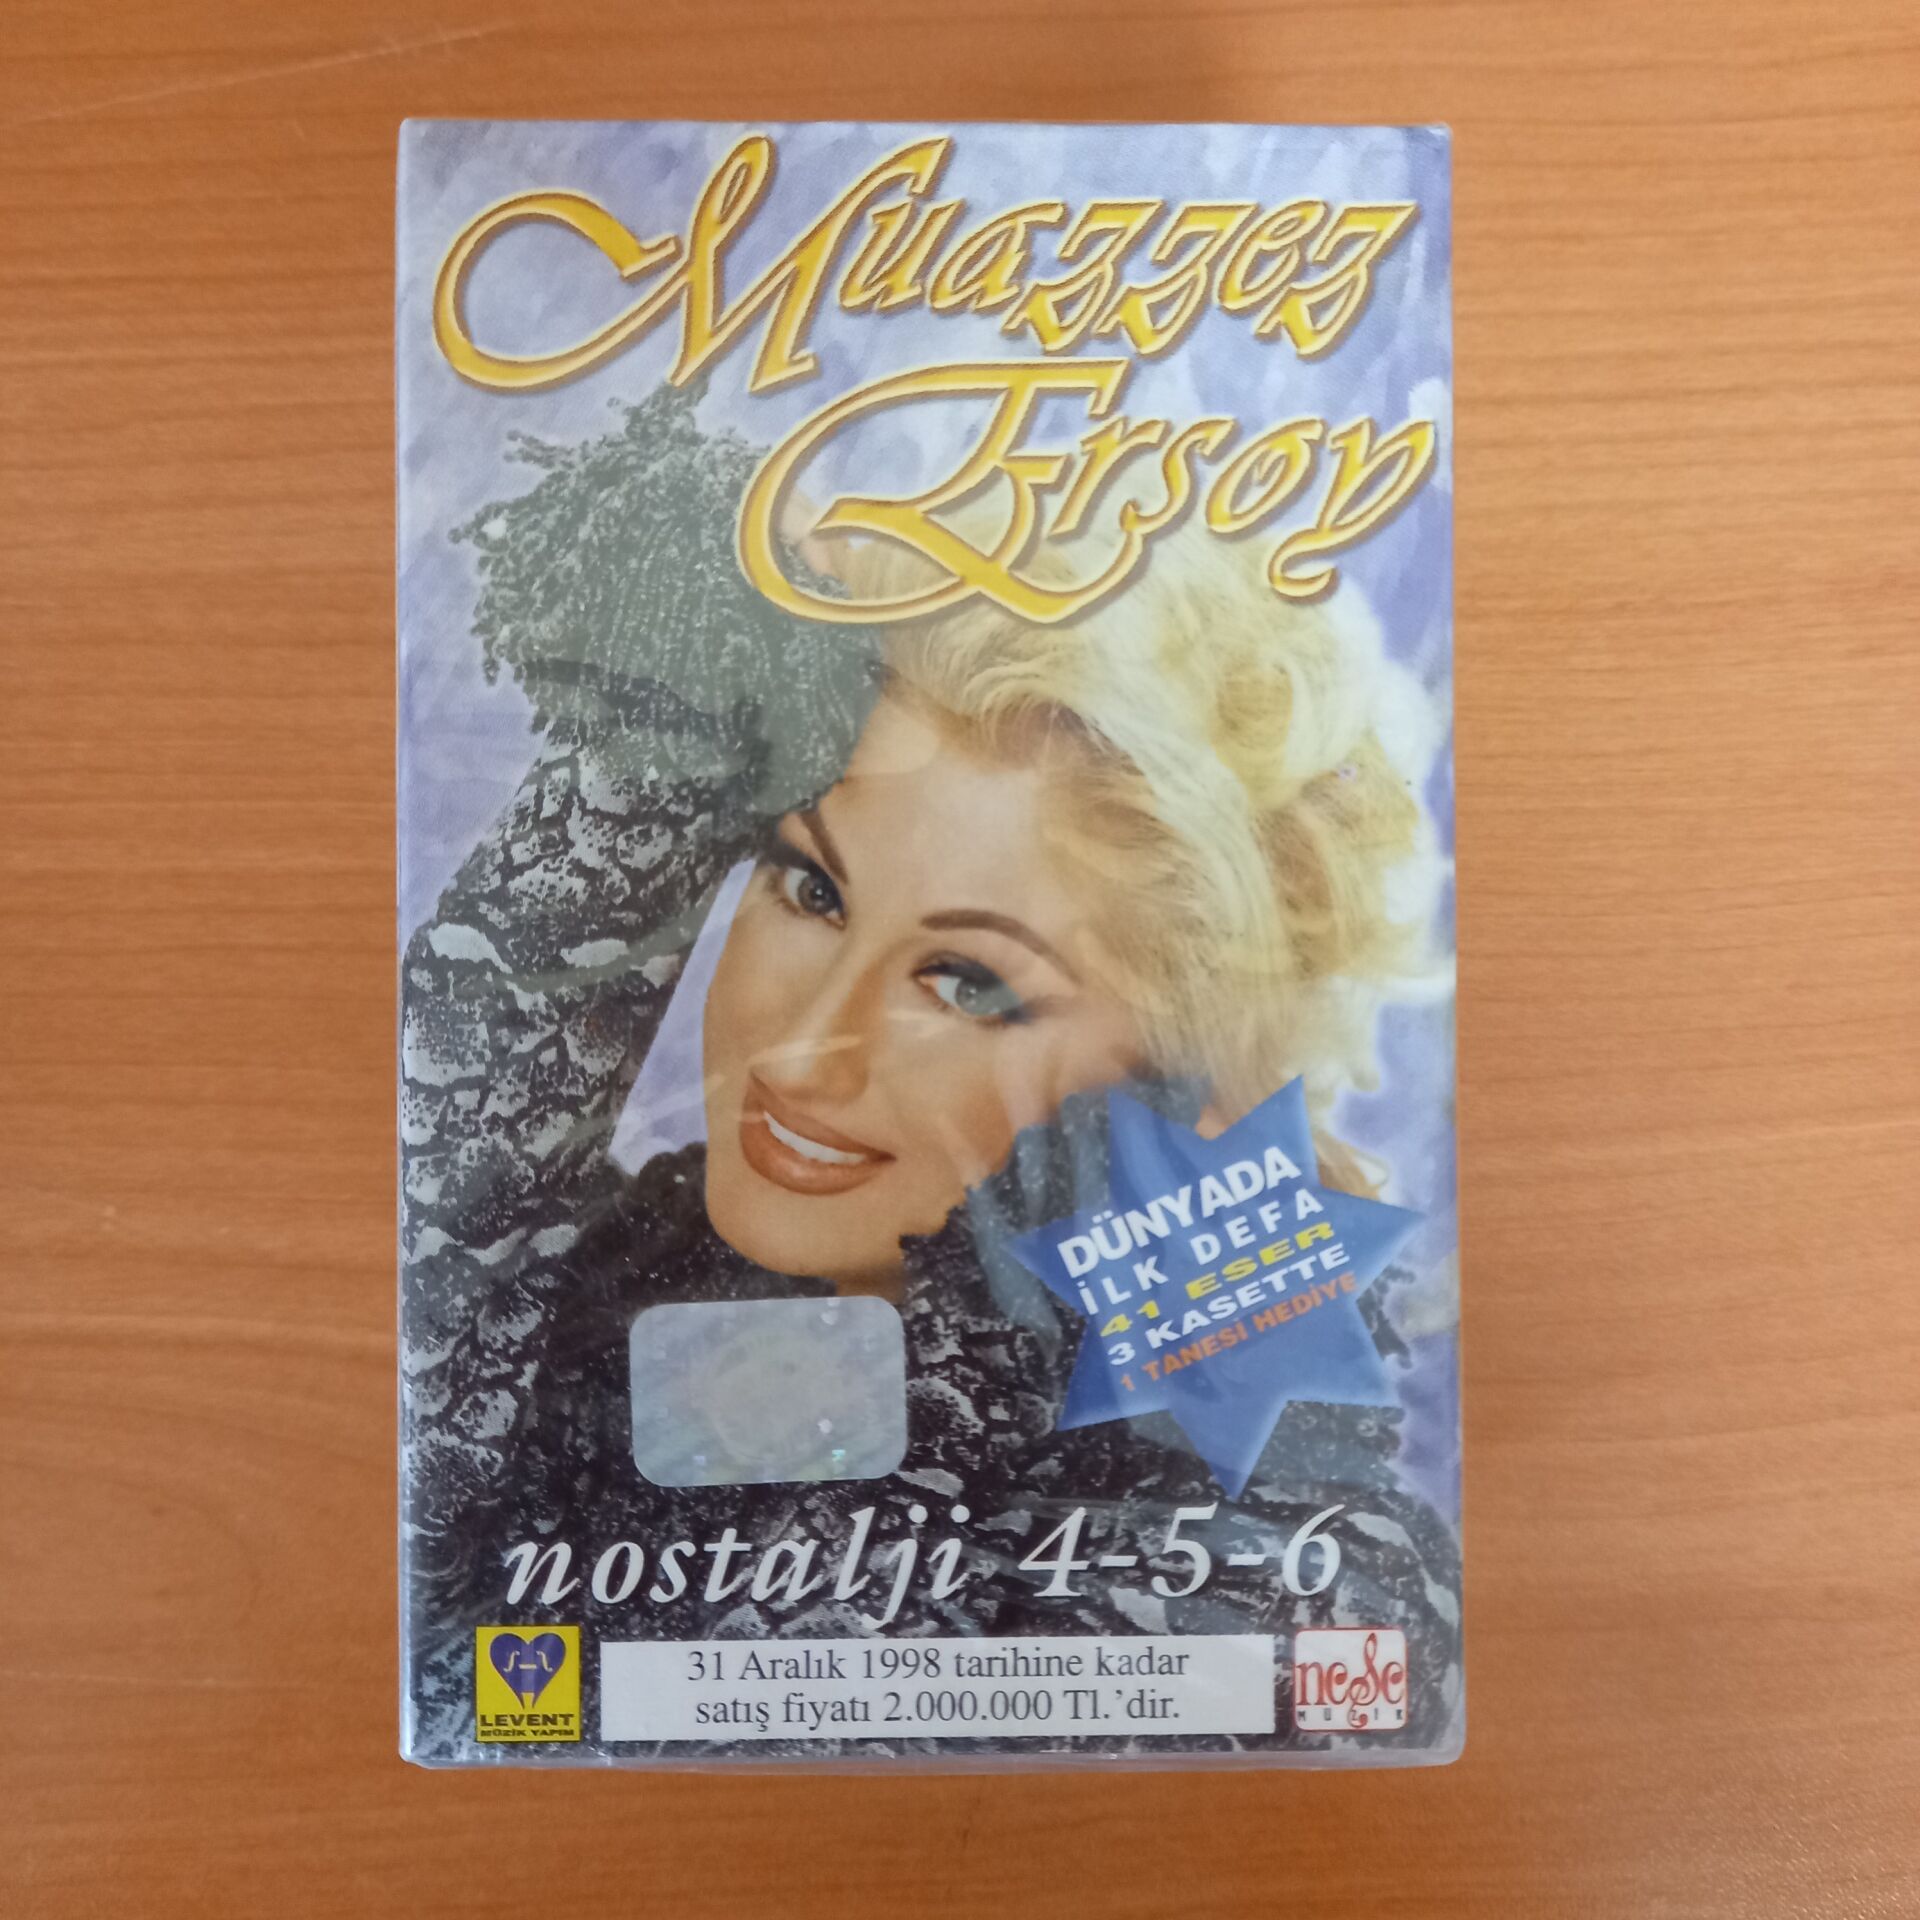 Muazzez
Ersoy
DÜNYADA
İLK DEFA
41 ESER
3 KASETTE
1 TANESİ HEDİYE
nostalji 4-5-6
LEVENT
MÜZİK YAPIM
31 Aralık 1998 tarihine kadar
satış fiyatı 2.000.000 Tl.'dir.
neşe
MÜZİK